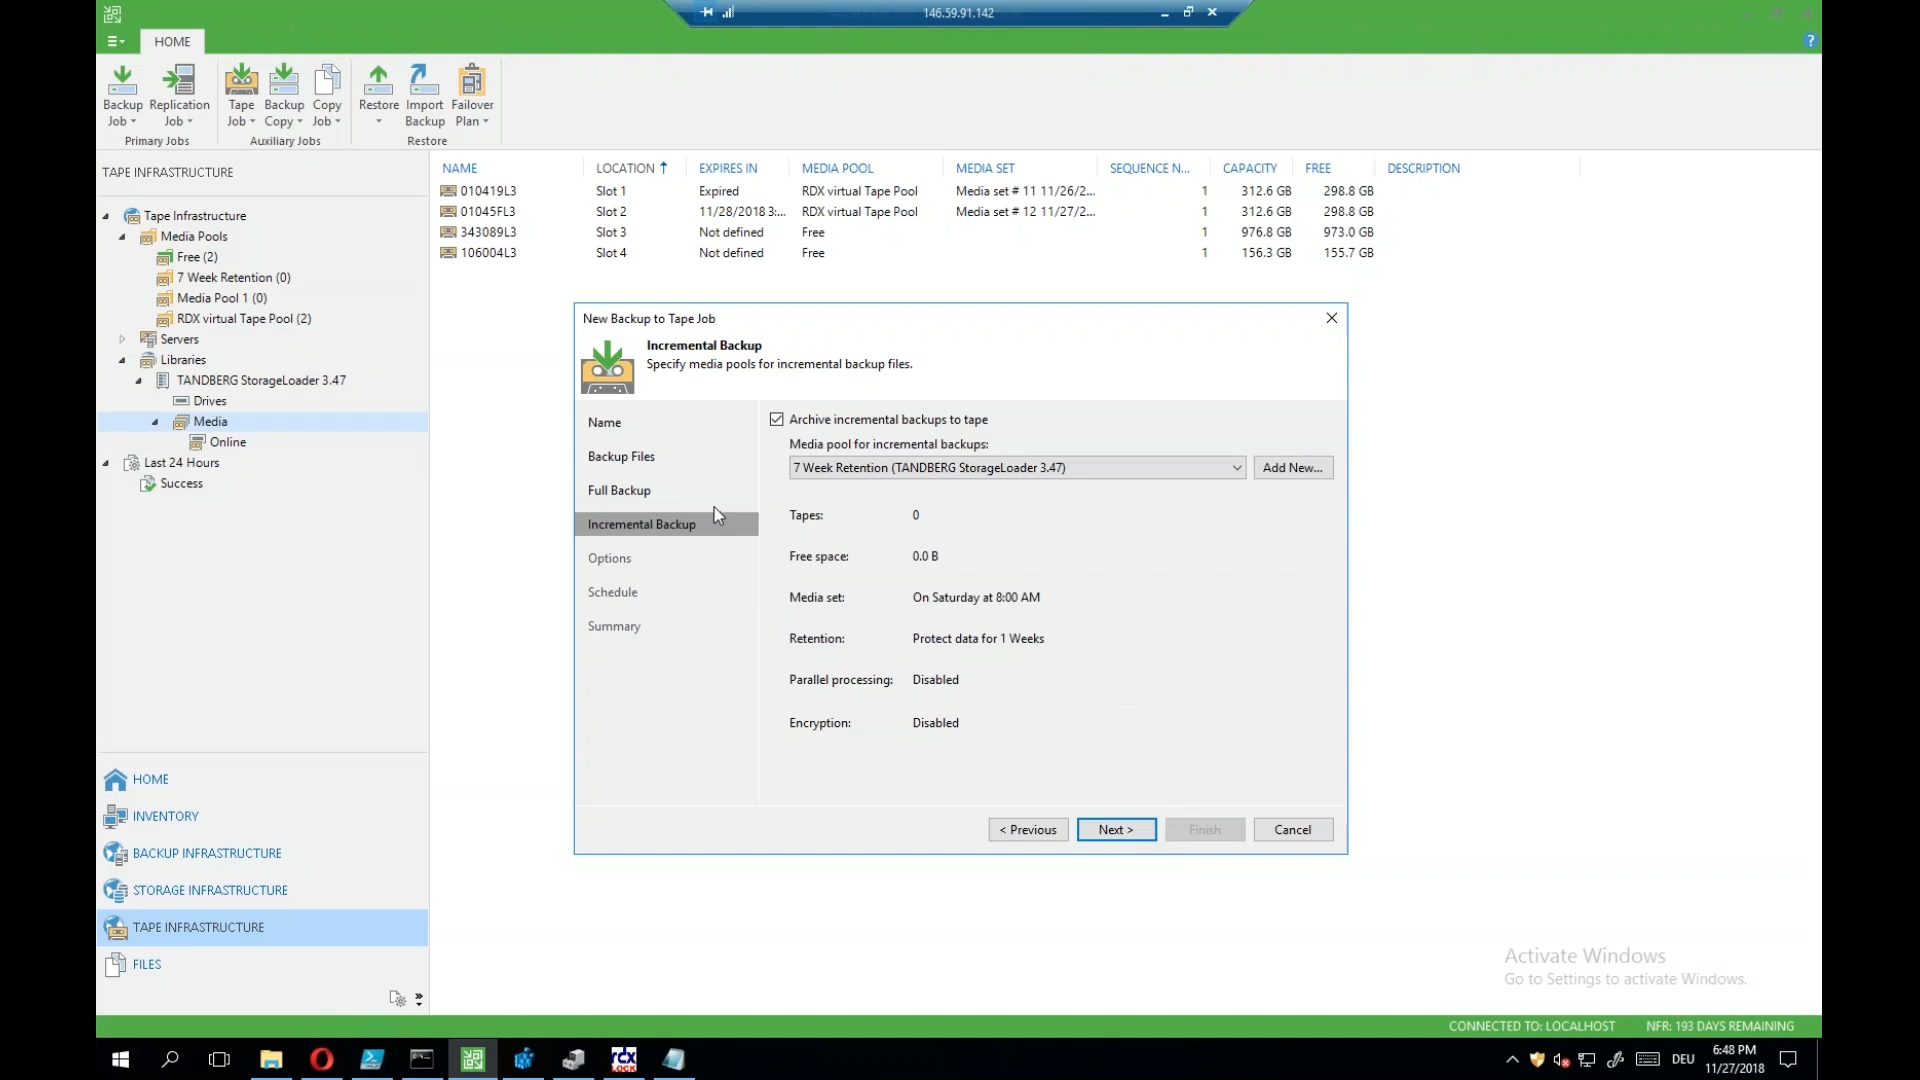 146.59.91.142
HOME
Backup Job
Replication Job
Tape Job
Backup Copy
Copy Job
Restore
Import Backup
Failover Plan
Primary Jobs
Auxiliary Jobs
Restore
TAPE INFRASTRUCTURE
Tape Infrastructure
Media Pools
Free (2)
7 Week Retention (0)
Media Pool 1 (0)
RDX virtual Tape Pool (2)
Servers
Libraries
TANDBERG StorageLoader 3.47
Drives
Media
Online
Last 24 Hours
Success
HOME
INVENTORY
BACKUP INFRASTRUCTURE
STORAGE INFRASTRUCTURE
TAPE INFRASTRUCTURE
FILES
NAME LOCATION EXPIRES IN MEDIA POOL MEDIA SET SEQUENCE N... CAPACITY FREE DESCRIPTION
010419L3 Slot 1 Expired RDX virtual Tape Pool Media set # 11 11/26/2... 1 312.6 GB 298.8 GB
01045FL3 Slot 2 11/28/2018 3:... RDX virtual Tape Pool Media set # 12 11/27/2... 1 312.6 GB 298.8 GB
343089L3 Slot 3 Not defined Free 1 976.8 GB 973.0 GB
106004L3 Slot 4 Not defined Free 1 156.3 GB 155.7 GB
New Backup to Tape Job
Incremental Backup
Specify media pools for incremental backup files.
Name
Backup Files
Full Backup
Incremental Backup
Options
Schedule
Summary
Archive incremental backups to tape
Media pool for incremental backups:
7 Week Retention (TANDBERG StorageLoader 3.47) Add New...
Tapes: 0
Free space: 0.0 B
Media set: On Saturday at 8:00 AM
Retention: Protect data for 1 Weeks
Parallel processing: Disabled
Encryption: Disabled
< Previous Next > Finish Cancel
Activate Windows
Go to Settings to activate Windows.
CONNECTED TO: LOCALHOST NFR: 193 DAYS REMAINING
DEU
6:48 PM
11/27/2018